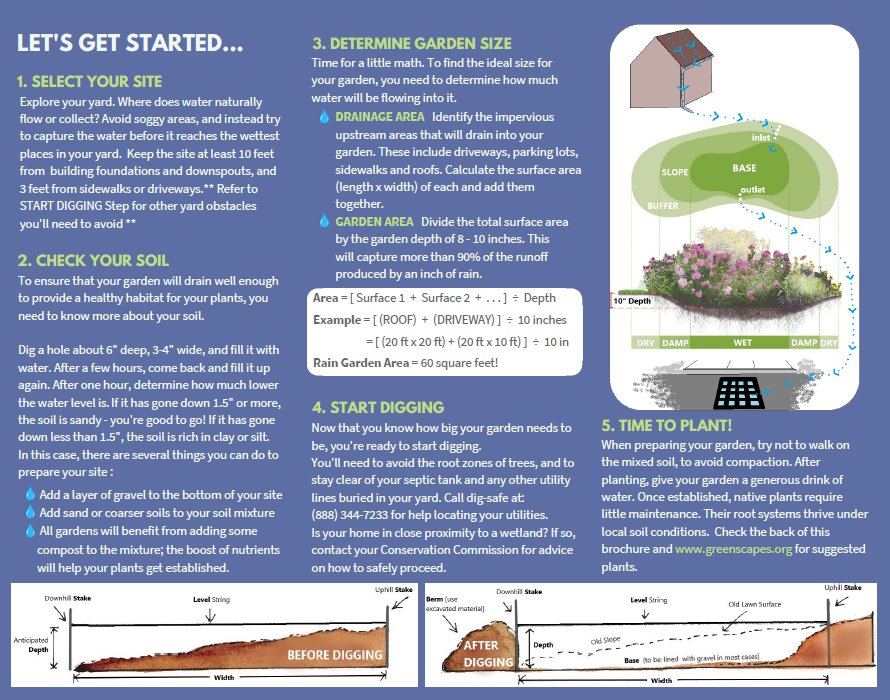 LET'S GET STARTED...
1. SELECT YOUR SITE
Explore your yard. Where does water naturally
flow or collect? Avoid soggy areas, and instead try
to capture the water before it reaches the wettest
places in your yard. Keep the site at least 10 feet
from building foundations and downspouts, and
3 feet from sidewalks or driveways.** Refer to
START DIGGING Step for other yard obstacles
you'll need to avoid **
2. CHECK YOUR SOIL
To ensure that your garden will drain well enough
to provide a healthy habitat for your plants, you
need to know more about your soil.
Dig a hole about 6" deep, 3-4" wide, and fill it with
water. After a few hours, come back and fill it up
again. After one hour, determine how much lower
the water level is. If it has gone down 1.5" or more,
the soil is sandy - you're good to go! If it has gone
down less than 1.5", the soil is rich in clay or silt.
In this case, there are several things you can do to
prepare your site :
Add a layer of gravel to the bottom of your site
Add sand or coarser soils to your soil mixture
All gardens will benefit from adding some
compost to the mixture; the boost of nutrients
will help your plants get established.
3. DETERMINE GARDEN SIZE
Time for a little math. To find the ideal size for
your garden, you need to determine how much
water will be flowing into it.
DRAINAGE AREA Identify the impervious
upstream areas that will drain into your
garden. These include driveways, parking lots,
sidewalks and roofs. Calculate the surface area
(length x width) of each and add them
together.
GARDEN AREA Divide the total surface area
by the garden depth of 8 - 10 inches. This
will capture more than 90% of the runoff
produced by an inch of rain.
Area = [ Surface 1 + Surface 2 + . . . ] ÷ Depth
Example = [ (ROOF) + (DRIVEWAY) ] ÷ 10 inches
= [ (20 ft x 20 ft) + (20 ft x 10 ft) ] ÷ 10 in
Rain Garden Area = 60 square feet!
4. START DIGGING
Now that you know how big your garden needs to
be, you're ready to start digging.
You'll need to avoid the root zones of trees, and to
stay clear of your septic tank and any other utility
lines buried in your yard. Call dig-safe at:
(888) 344-7233 for help locating your utilities.
Is your home in close proximity to a wetland? If so,
contact your Conservation Commission for advice
on how to safely proceed.
inlet
SLOPE
BASE
outlet
BUFFER
10" Depth
DRY DAMP WET DAMP DRY
5. TIME TO PLANT!
When preparing your garden, try not to walk on
the mixed soil, to avoid compaction. After
planting, give your garden a generous drink of
water. Once established, native plants require
little maintenance. Their root systems thrive under
local soil conditions. Check the back of this
brochure and www.greenscapes.org for suggested
plants.
Downhill Stake
Level String
Uphill Stake
Anticipated
Depth
BEFORE DIGGING
Width
Berm (use
excavated material)
Downhill Stake
Level String
Old Lawn Surface
Uphill Stake
AFTER
DIGGING
Depth
Old Slope
Base (to be lined with gravel in most cases)
Width